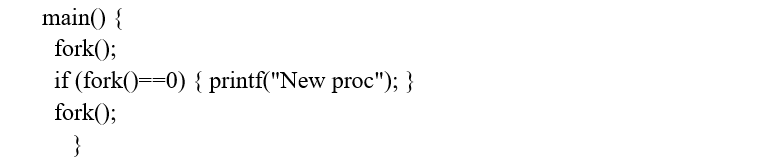 main() {
fork();
if (fork()==0) { printf("New proc"); }
fork();
}